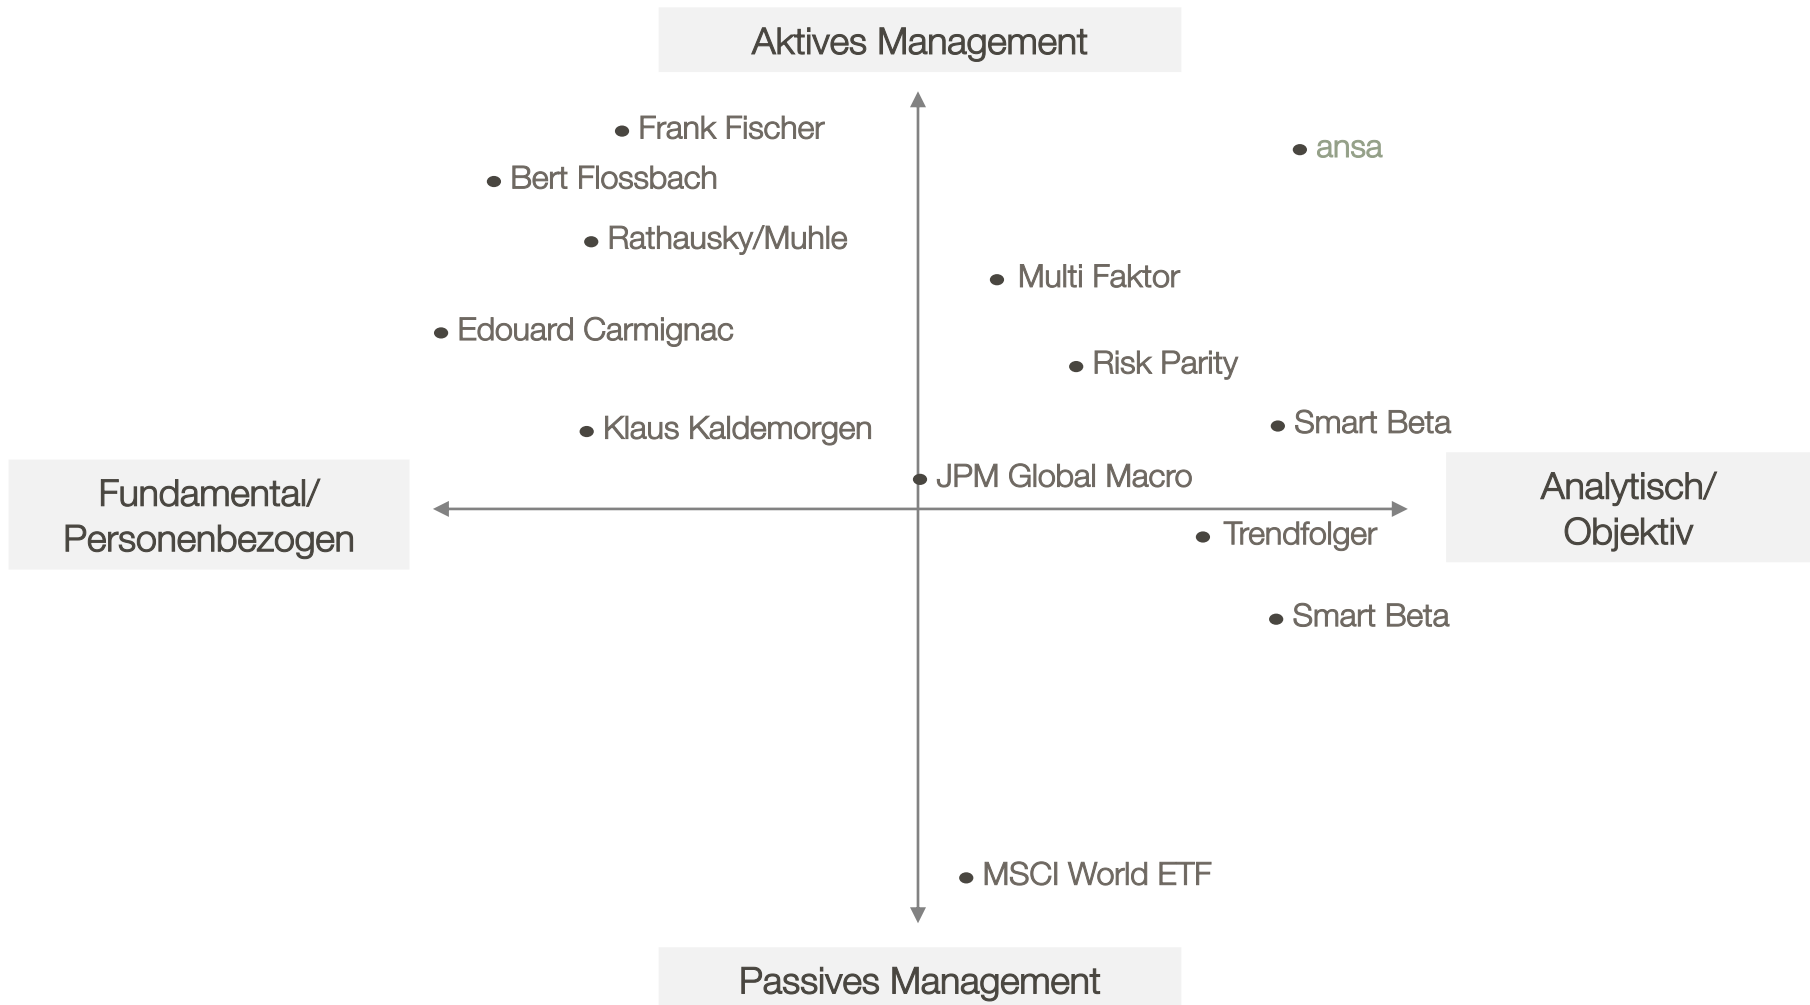 Aktives Management
Frank Fischer
ansa
Bert Flossbach
Rathausky/Muhle
Multi Faktor
Edouard Carmignac
Risk Parity
Klaus Kaldemorgen
Smart Beta
JPM Global Macro
Fundamental/
Personenbezogen
Analytisch/
Objektiv
Trendfolger
Smart Beta
MSCI World ETF
Passives Management